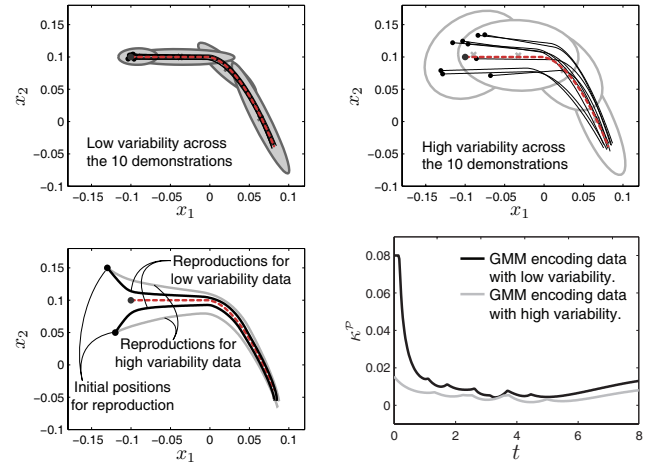 0.15
0.1
0.05
0
−0.05
−0.1
x2
Low variability across
the 10 demonstrations
−0.15 −0.1 −0.05 0 0.05 0.1
x1
0.15
0.1
0.05
0
−0.05
−0.1
x2
High variability across
the 10 demonstrations
−0.15 −0.1 −0.05 0 0.05 0.1
x1
0.2
0.15
0.10
0.05
0
−0.05
−0.1
x2
Reproductions for
low variability data
Reproductions for
high variability data
Initial positions
for reproduction
−0.15 −0.1 −0.05 0 0.05 0.1
x1
0.08
0.06
0.04
0.02
0
κP
GMM encoding data
with low variability.
GMM encoding data
with high variability.
0 2 4 6 8
t